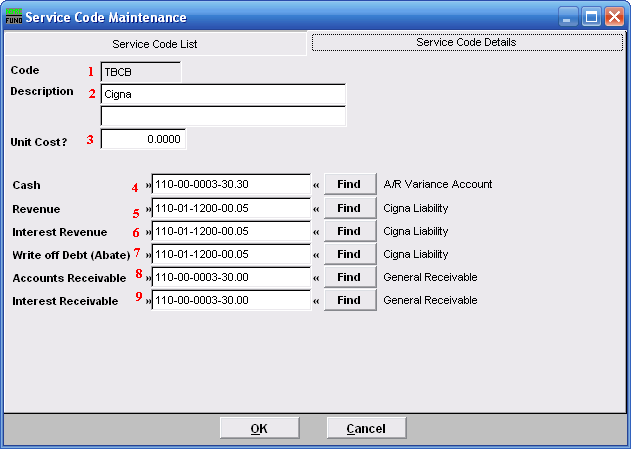 FUND Service Code Maintenance
Service Code List Service Code Details
Code 1 TBCB
Description 2 Cigna
Unit Cost? 3 0.0000
Cash 4 » 110-00-0003-30.30 « Find A/R Variance Account
Revenue 5 » 110-01-1200-00.05 « Find Cigna Liability
Interest Revenue 6 » 110-01-1200-00.05 « Find Cigna Liability
Write off Debt (Abate) 7 » 110-01-1200-00.05 « Find Cigna Liability
Accounts Receivable 8 » 110-00-0003-30.00 « Find General Receivable
Interest Receivable 9 » 110-00-0003-30.00 « Find General Receivable
OK Cancel